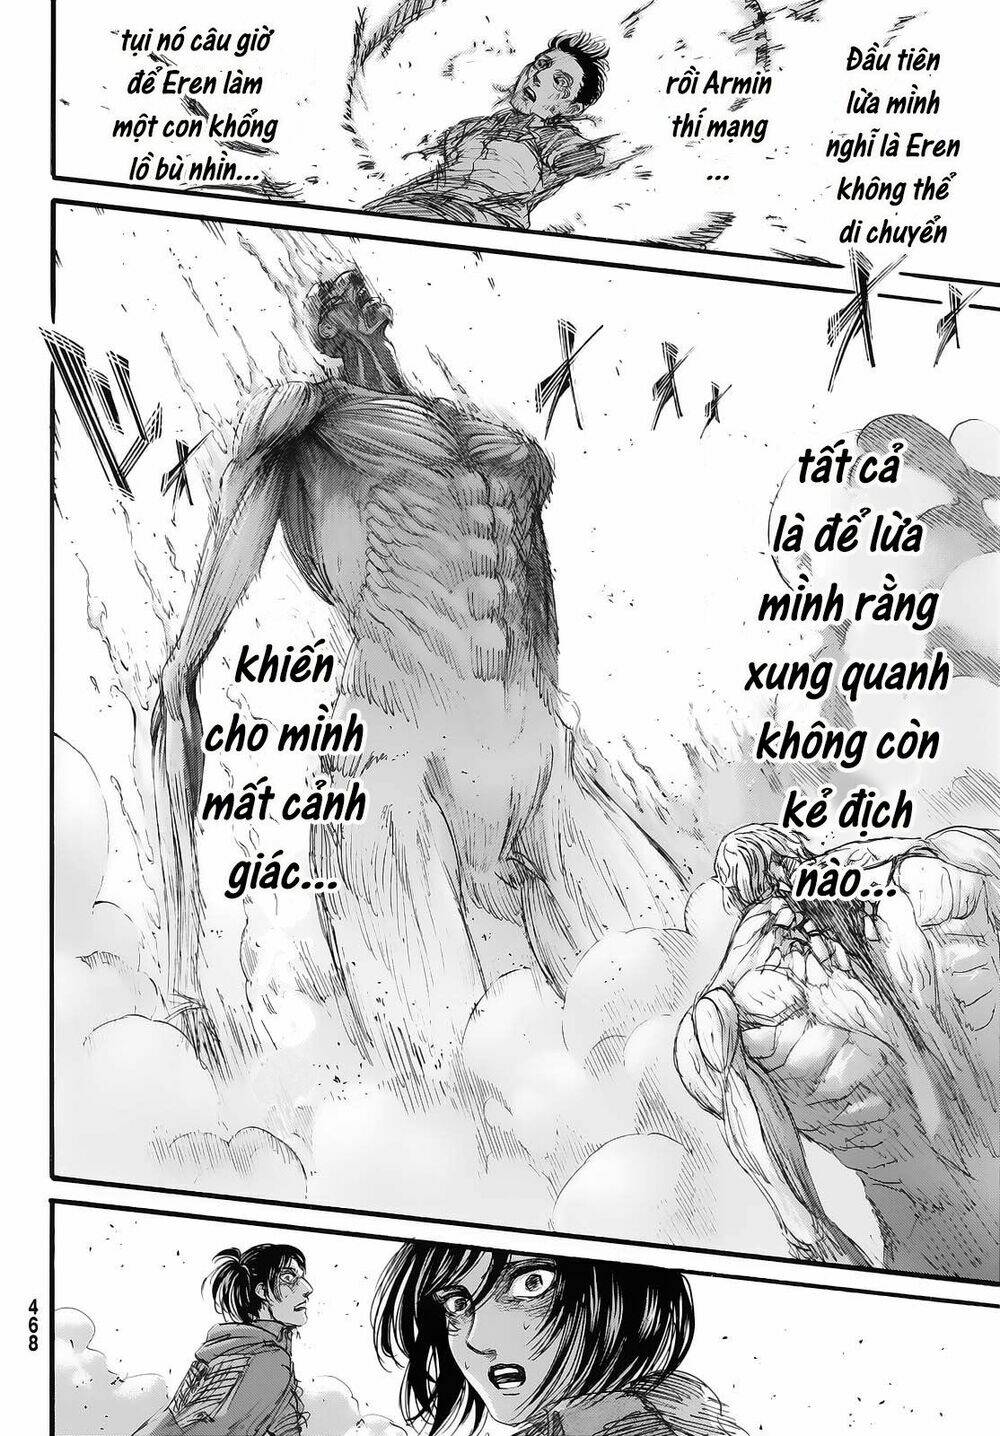 Đầu tiên
lừa mình
nghĩ là Eren
không thể
di chuyển
rồi Armin
thí mạng
...
tụi nó câu giờ
để Eren làm
một con khổng
lồ bù nhìn...
tất cả
là để lừa
mình rằng
xung quanh
không còn
kẻ địch
nào...
khiến
cho mình
mất cảnh
giác...
468